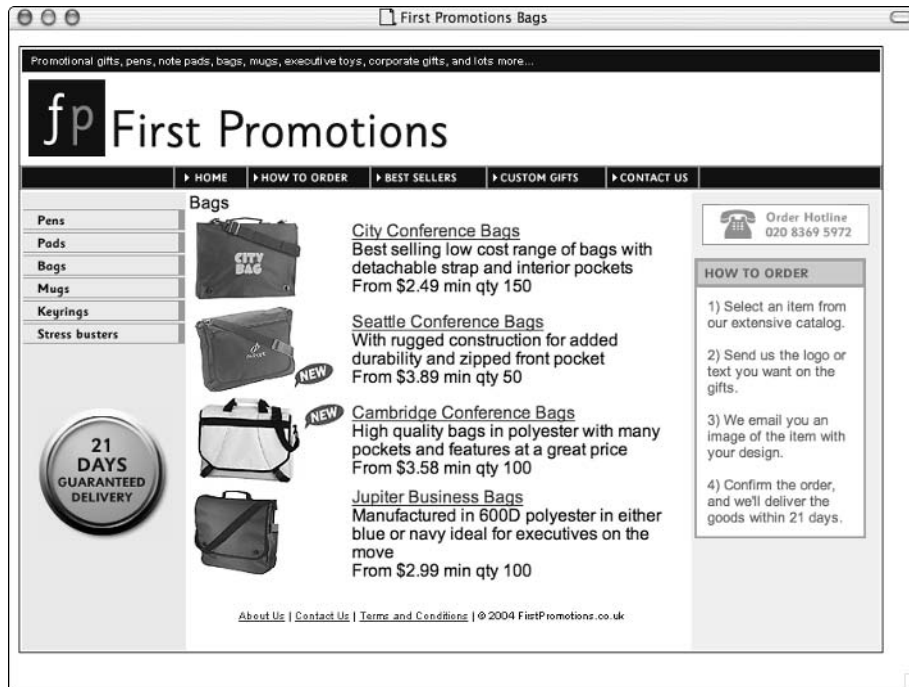 First Promotions Bags
Promotional gifts, pens, note pads, bags, mugs, executive toys, corporate gifts, and lots more...
fp First Promotions
HOME HOW TO ORDER BEST SELLERS CUSTOM GIFTS CONTACT US
Pens
Pads
Bags
Mugs
Keyrings
Stress busters
21
DAYS
GUARANTEED
DELIVERY
Bags
CITY
BAG
City Conference Bags
Best selling low cost range of bags with
detachable strap and interior pockets
From $2.49 min qty 150
Seattle Conference Bags
With rugged construction for added
durability and zipped front pocket
From $3.89 min qty 50
NEW
NEW
Cambridge Conference Bags
High quality bags in polyester with many
pockets and features at a great price
From $3.58 min qty 100
Jupiter Business Bags
Manufactured in 600D polyester in either
blue or navy ideal for executives on the
move
From $2.99 min qty 100
Order Hotline
020 8369 5972
HOW TO ORDER
1) Select an item from
our extensive catalog.
2) Send us the logo or
text you want on the
gifts.
3) We email you an
image of the item with
your design.
4) Confirm the order,
and we'll deliver the
goods within 21 days.
About Us | Contact Us | Terms and Conditions | © 2004 FirstPromotions.co.uk